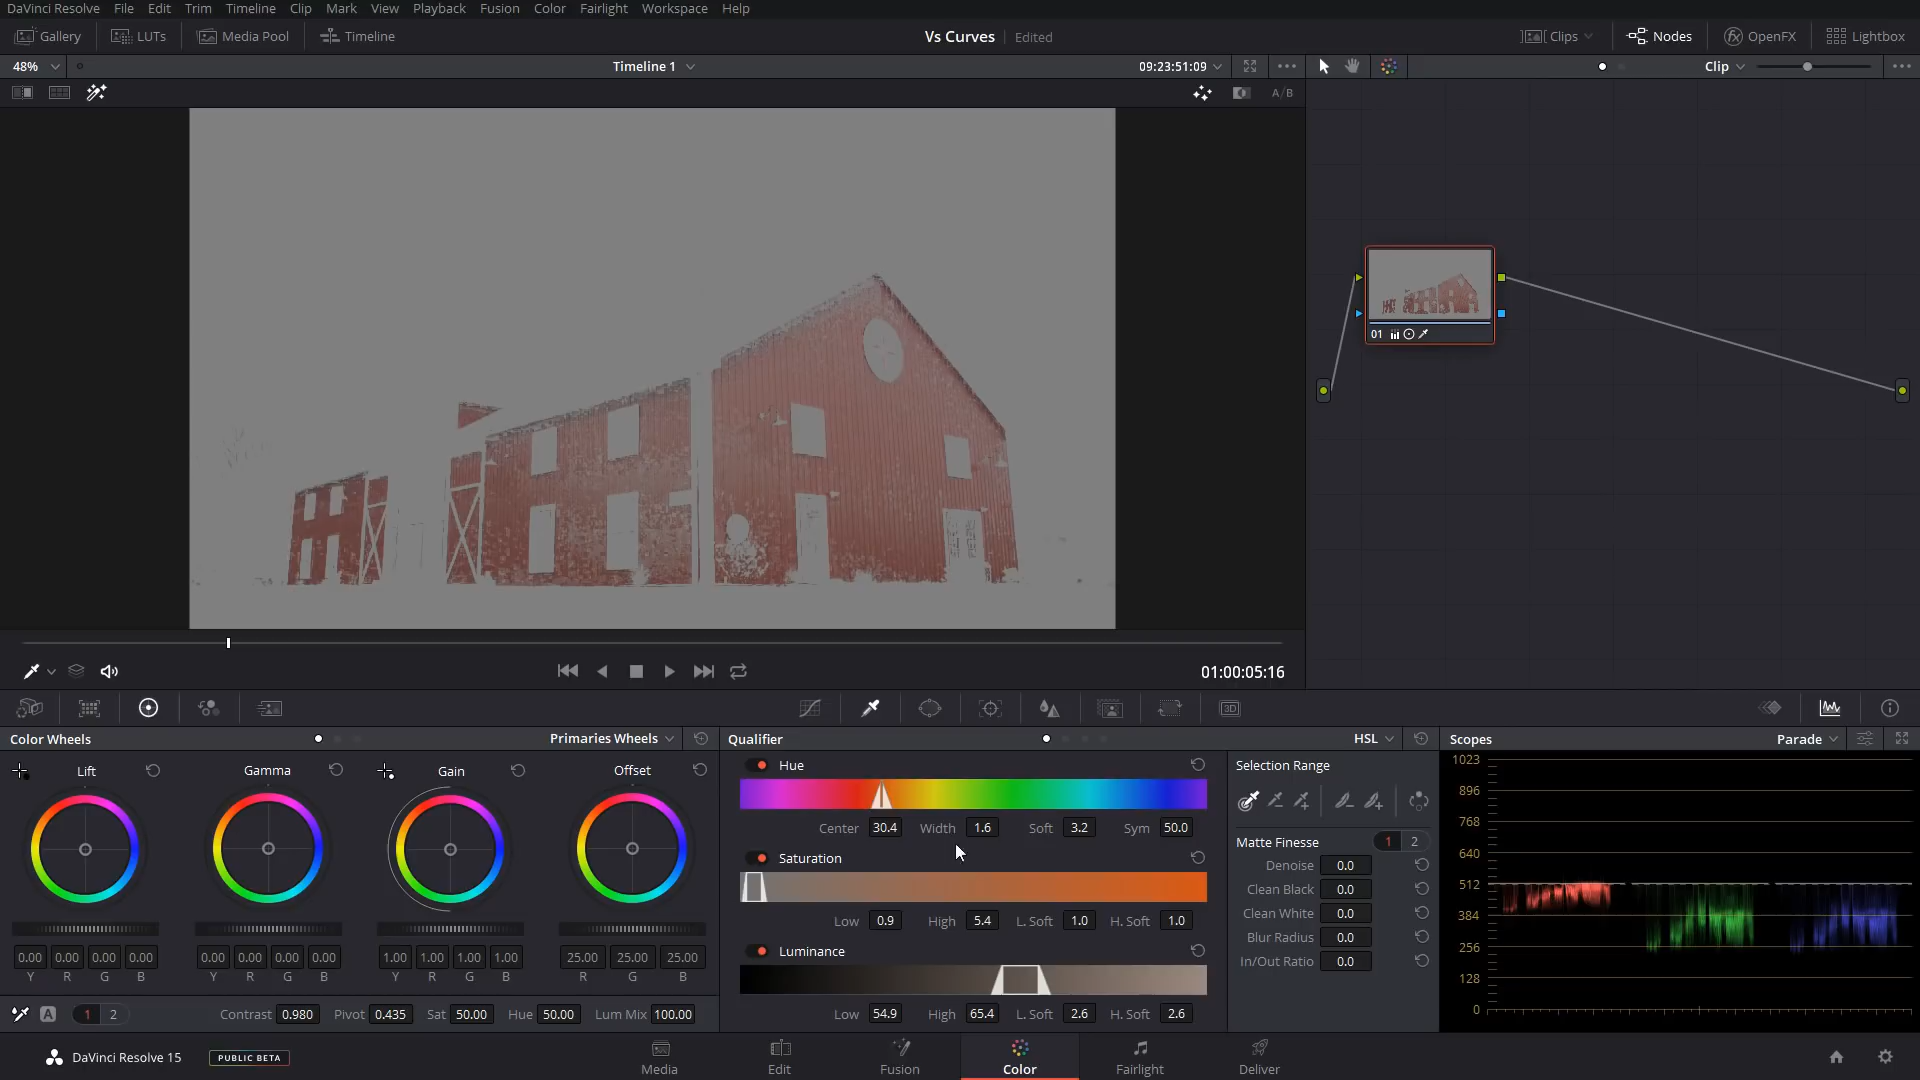 DaVinci Resolve File Edit Trim Timeline Clip Mark View Playback Fusion Color Fairlight Workspace Help
Gallery LUTs Media Pool Timeline Vs Curves Edited Clips Nodes OpenFX Lightbox
48% Timeline 1 09:23:51:09 Clip
A/B
01
01:00:05:16
3D
Color Wheels Primaries Wheels Qualifier HSL Scopes Parade
Lift Gamma Gain Offset
0.00 0.00 0.00 0.00 0.00 0.00 0.00 0.00 1.00 1.00 1.00 1.00 25.00 25.00 25.00
Y R G B Y R G B Y R G B R G B
A 1 2 Contrast 0.980 Pivot 0.435 Sat 50.00 Hue 50.00 Lum Mix 100.00
Hue
Center 30.4 Width 1.6 Soft 3.2 Sym 50.0
Saturation
Low 0.9 High 5.4 L. Soft 1.0 H. Soft 1.0
Luminance
Low 54.9 High 65.4 L. Soft 2.6 H. Soft 2.6
Selection Range
Matte Finesse 1 2
Denoise 0.0
Clean Black 0.0
Clean White 0.0
Blur Radius 0.0
In/Out Ratio 0.0
1023
896
768
640
512
384
256
128
0
DaVinci Resolve 15 PUBLIC BETA Media Edit Fusion Color Fairlight Deliver